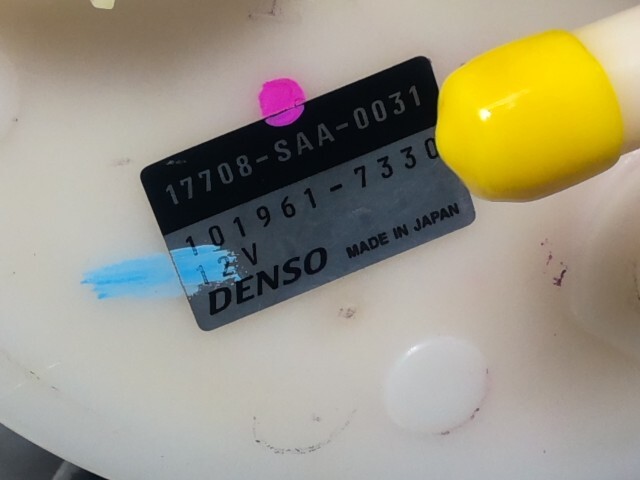 17708-SAA-0031
101961-7330
12V
DENSO MADE IN JAPAN